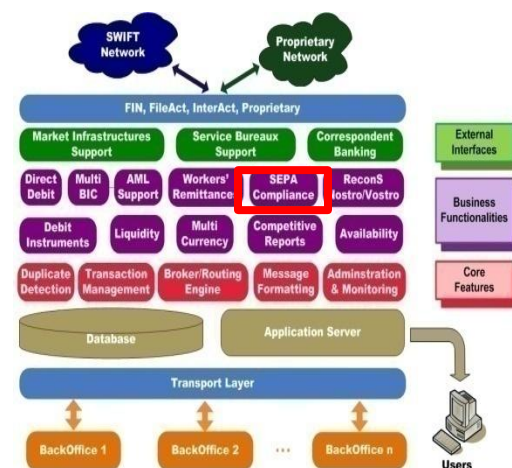 SWIFT
Network
Proprietary
Network
FIN, FileAct, InterAct, Proprietary
Market Infrastructures
Support
Service Bureaux
Support
Correspondent
Banking
External
Interfaces
Direct
Debit
Multi
BIC
AML
Support
Workers'
Remittances
SEPA
Compliance
ReconS
Nostro/Vostro
Business
Functionalities
Debit
Instruments
Liquidity
Multi
Currency
Competitive
Reports
Availability
Duplicate
Detection
Transaction
Management
Broker/Routing
Engine
Message
Formatting
Adminstration
& Monitoring
Core
Features
Database
Application Server
Transport Layer
BackOffice 1
BackOffice 2
...
BackOffice n
Users